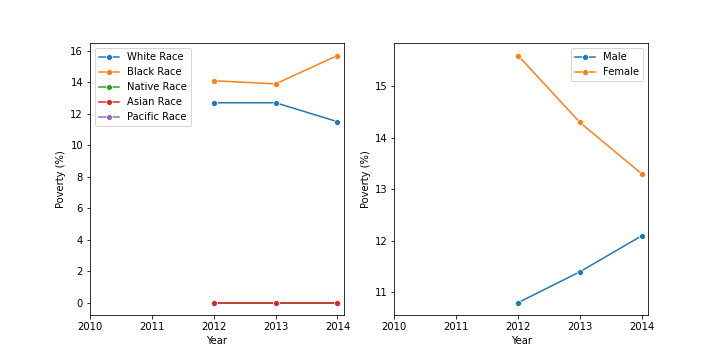 White Race
Black Race
Native Race
Asian Race
Pacific Race
16
14
12
10
8
6
4
2
0
Poverty (%)
2010 2011 2012 2013 2014
Year
Male
Female
15
14
13
12
11
Poverty (%)
2010 2011 2012 2013 2014
Year